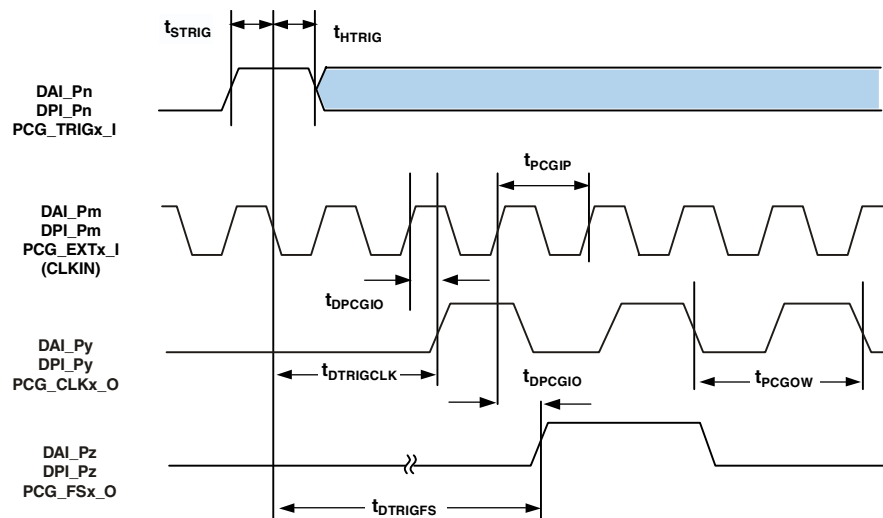 tSTRIG
tHTRIG
DAI_Pn
DPI_Pn
PCG_TRIGx_I
tPCGIP
DAI_Pm
DPI_Pm
PCG_EXTx_I
(CLKIN)
tDPCGIO
DAI_Py
DPI_Py
PCG_CLKx_O
tDTRIGCLK
tDPCGIO
tPCGOW
DAI_Pz
DPI_Pz
PCG_FSx_O
tDTRIGFS